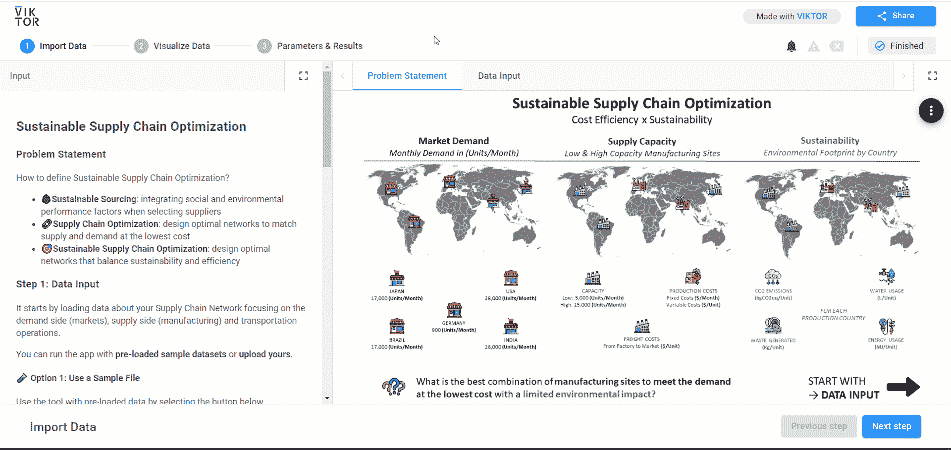 VIK
TOR
Made with VIKTOR
Share
1 Import Data
2 Visualize Data
3 Parameters & Results
Finished
Input
Problem Statement
Data Input
Sustainable Supply Chain Optimization
Problem Statement
How to define Sustainable Supply Chain Optimization?
Sustainable Sourcing: integrating social and environmental
performance factors when selecting suppliers
Supply Chain Optimization: design optimal networks to match
supply and demand at the lowest cost
Sustainable Supply Chain Optimization: design optimal
networks that balance sustainability and efficiency
Step 1: Data Input
It starts by loading data about your Supply Chain Network focusing on the
demand side (markets), supply side (manufacturing) and transportation
operations.
You can run the app with pre-loaded sample datasets or upload yours.
Option 1: Use a Sample File
Use the tool with pre-loaded data by selecting the button below
Sustainable Supply Chain Optimization
Cost Efficiency x Sustainability
Market Demand
Monthly Demand in (Units/Month)
Supply Capacity
Low & High Capacity Manufacturing Sites
Sustainability
Environmental Footprint by Country
JAPAN
17,000 (Units/Month)
USA
(Units/Month)
GERMANY
900 (Units/Month)
BRAZIL
17,000 (Units/Month)
INDIA
(Units/Month)
CAPACITY
Low: (Units/Month)
High: 15,000 (Units/Month)
PRODUCTION COSTS
Fixed Costs ($/Month)
Variable Costs ($/Unit)
FREIGHT COSTS
From Factory to Market ($/Unit)
CO2 EMISSIONS
(kgCO2eq/Unit)
WATER USAGE
(L/Unit)
FOR EACH
PRODUCTION COUNTRY
WASTE GENERATED
(Kg/Unit)
ENERGY USAGE
(MJ/Unit)
What is the best combination of manufacturing sites to meet the demand
at the lowest cost with a limited environmental impact?
START WITH
→ DATA INPUT
Import Data
Previous step
Next step